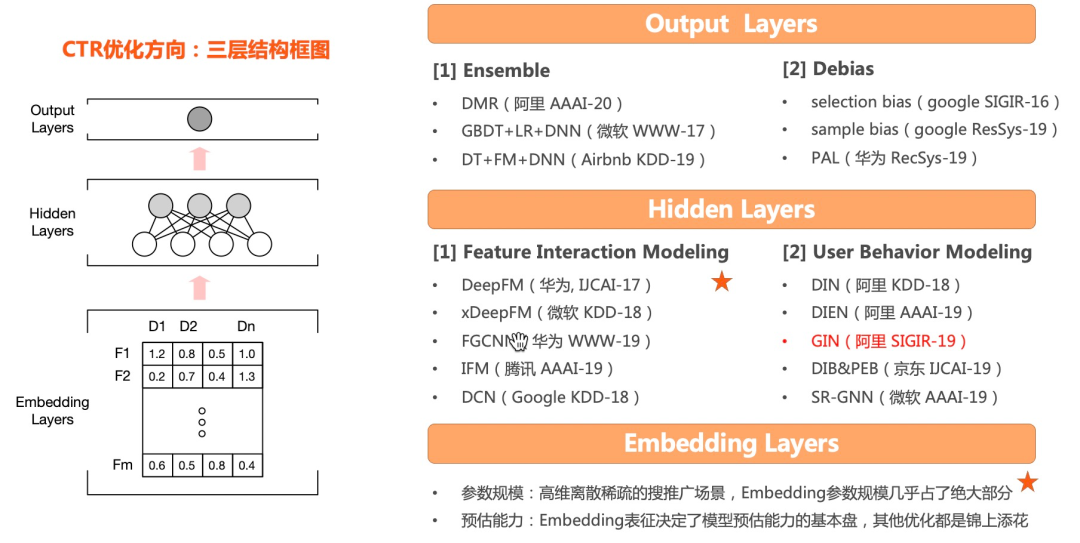 CTR优化方向：三层结构框图
Output
Layers
Hidden
Layers
D1 D2 Dn
F1 1.2 0.8 0.5 1.0
F2 0.2 0.7 0.4 1.3
Embedding
Layers
Fm 0.6 0.5 0.8 0.4
Output Layers
[1] Ensemble
• DMR（阿里 AAAI-20）
• GBDT+LR+DNN（微软 WWW-17）
• DT+FM+DNN（Airbnb KDD-19）
[2] Debias
• selection bias（google SIGIR-16）
• sample bias（google ResSys-19）
• PAL（华为 RecSys-19）
Hidden Layers
[1] Feature Interaction Modeling
• DeepFM（华为, IJCAI-17）
• xDeepFM（微软 KDD-18）
• FGCNN 华为 WWW-19）
• IFM（腾讯 AAAI-19）
• DCN（Google KDD-18）
[2] User Behavior Modeling
• DIN（阿里 KDD-18）
• DIEN（阿里 AAAI-19）
• GIN（阿里 SIGIR-19）
• DIB&PEB（京东 IJCAI-19）
• SR-GNN（微软 AAAI-19）
Embedding Layers
• 参数规模：高维离散稀疏的搜推广场景，Embedding参数规模几乎占了绝大部分
• 预估能力：Embedding表征决定了模型预估能力的基本盘，其他优化都是锦上添花